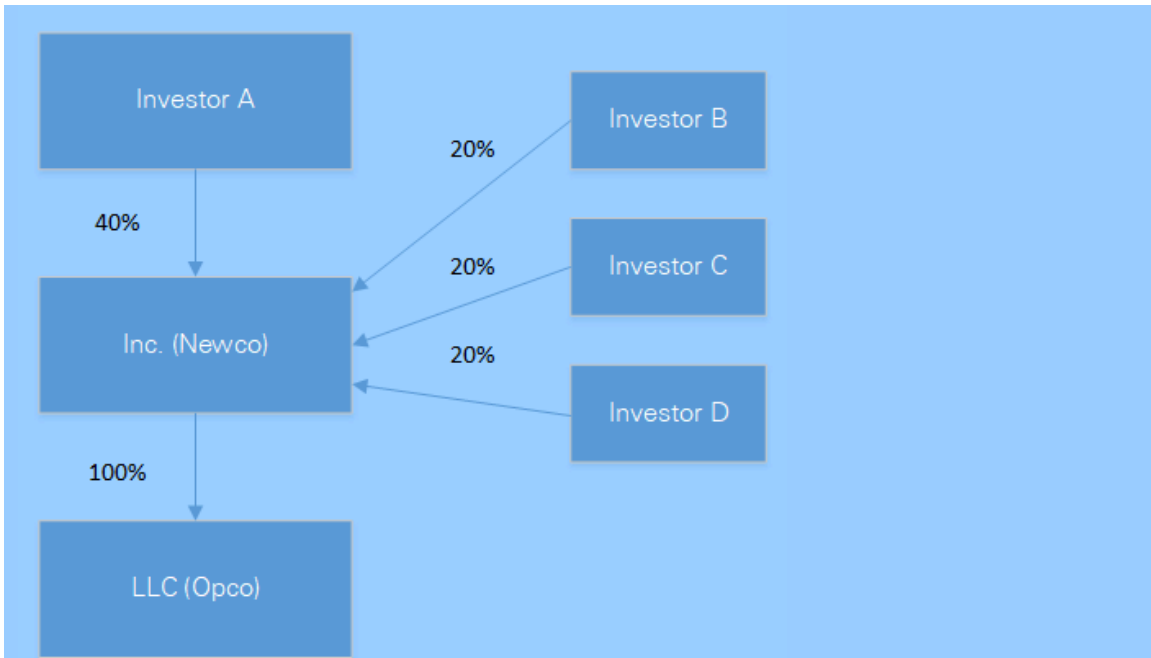 Investor A
Investor B
20%
40%
20%
Investor C
Inc. (Newco)
20%
Investor D
100%
LLC (Opco)